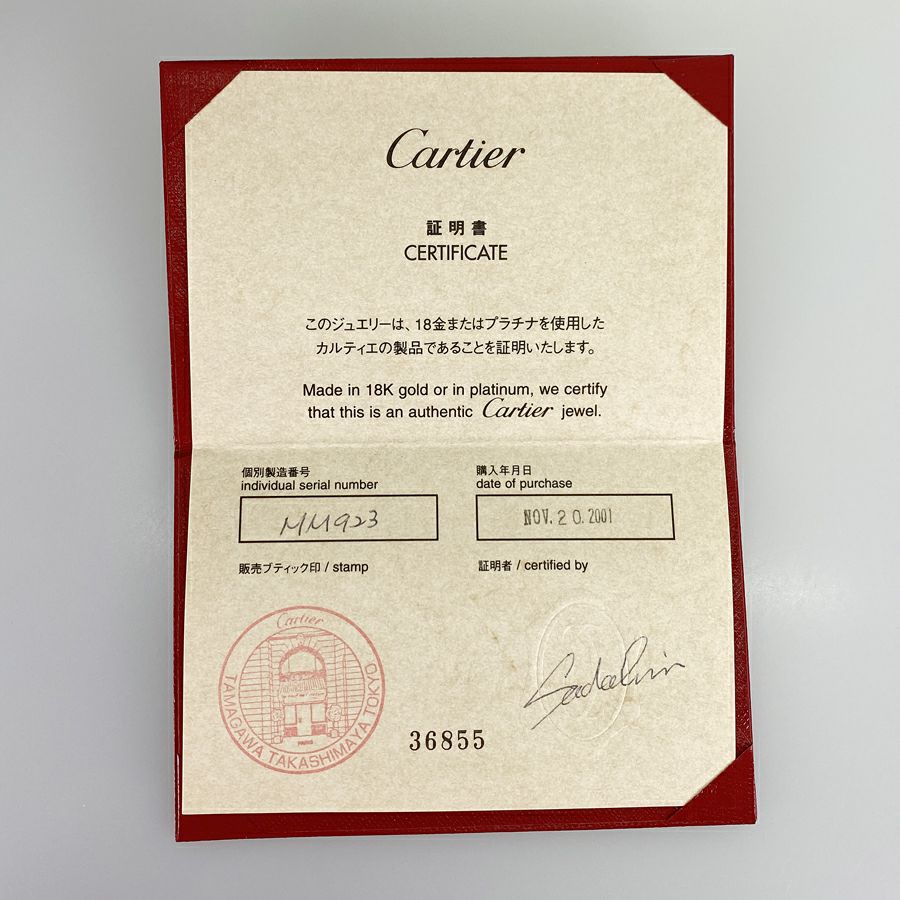 Cartier
証明書
CERTIFICATE
このジュエリーは、18金またはプラチナを使用した
カルティエの製品であることを証明いたします。
Made in 18K gold or in platinum, we certify
that this is an authentic Cartier jewel.
個別製造番号
individual serial number
MM923
購入年月日
date of purchase
NOV. 20. 2001
販売ブティック印 / stamp
証明者 / certified by
Cartier
PARIS
TAMAGAWA TAKASHIMAYA TOKYO
36855